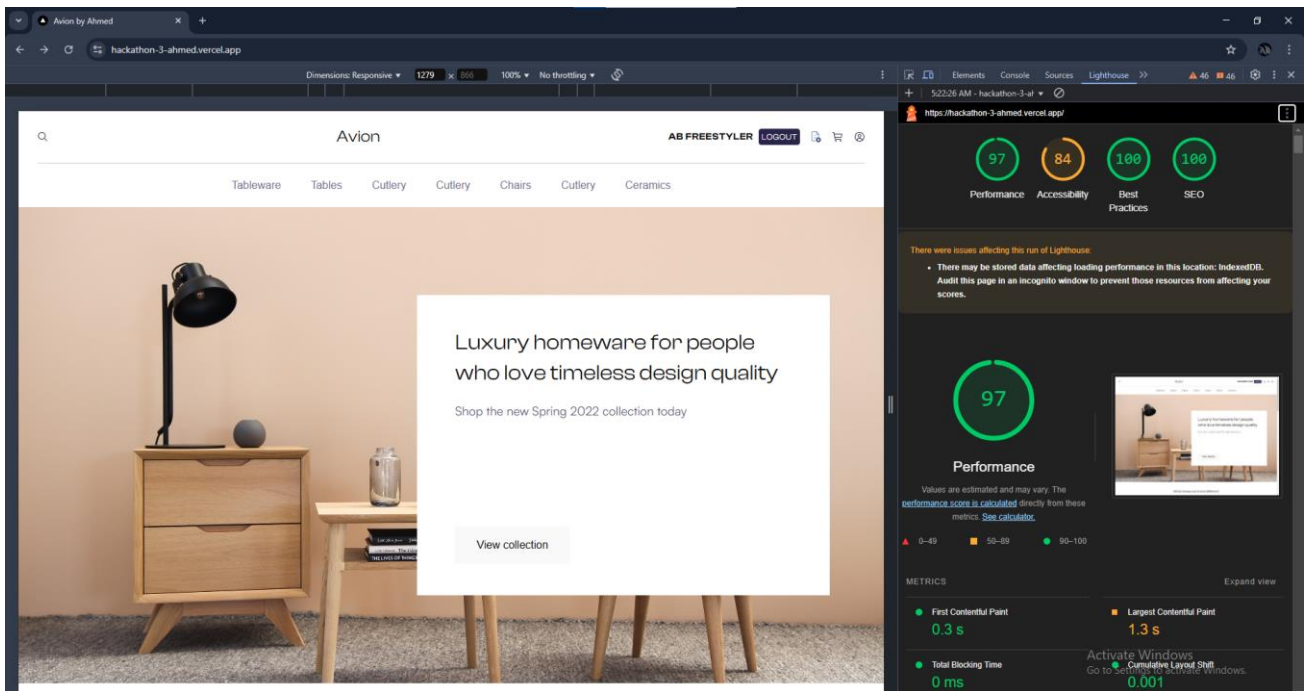 Avion by Ahmed
hackathon-3-ahmed.vercel.app
Dimensions: Responsive 1279 x 866 100% No throttling
Elements Console Sources Lighthouse 46 46
5:22:26 AM - hackathon-3-al
https://hackathon-3-ahmed.vercel.app/
Avion
AB FREESTYLER LOGOUT
Tableware Tables Cutlery Cutlery Chairs Cutlery Ceramics
Luxury homeware for people
who love timeless design quality
Shop the new Spring 2022 collection today
View collection
97 84 100 100
Performance Accessibility Best Practices SEO
There were issues affecting this run of Lighthouse:
There may be stored data affecting loading performance in this location: IndexedDB.
Audit this page in an incognito window to prevent those resources from affecting your
scores.
97
Performance
Values are estimated and may vary. The
performance score is calculated directly from these
metrics. See calculator.
0–49 50–89 90–100
METRICS Expand view
First Contentful Paint
0.3 s
Largest Contentful Paint
1.3 s
Total Blocking Time
0 ms
Cumulative Layout Shift
0.001
Activate Windows
Go to Settings to activate Windows.